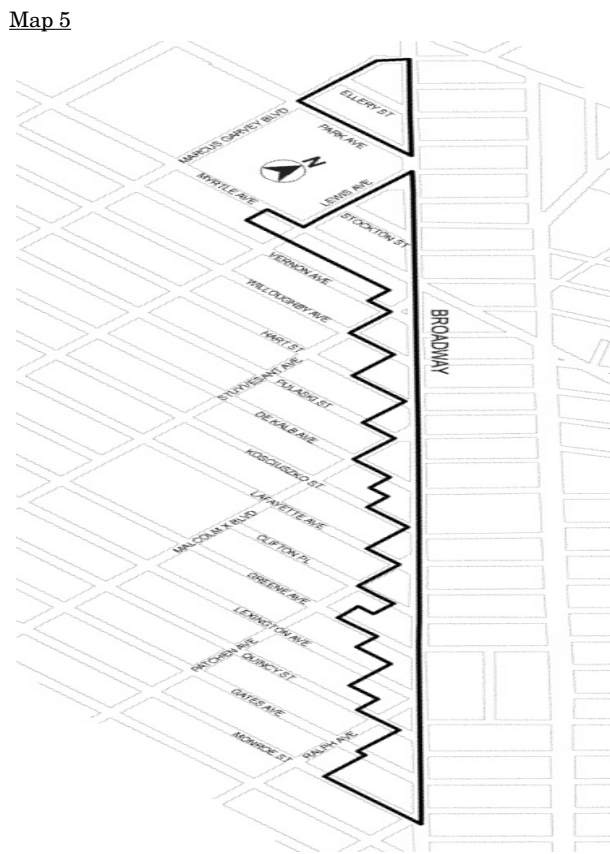 Map 5
ELLERY ST
MARCUS GARVEY BLVD
PARK AVE
N
MYRTLE AVE
LEWIS AVE
STOCKTON ST
VERNON AVE
WILLOUGHBY AVE
BROADWAY
HART ST
STUYVESANT AVE
PULASKI ST
DE KALB AVE
KOSCIUSZKO ST
LAFAYETTE AVE
MALCOLM X BLVD
CLIFTON PL
GREENE AVE
LEXINGTON AVE
PATCHEN AVE
QUINCY ST
GATES AVE
RALPH AVE
MONROE ST